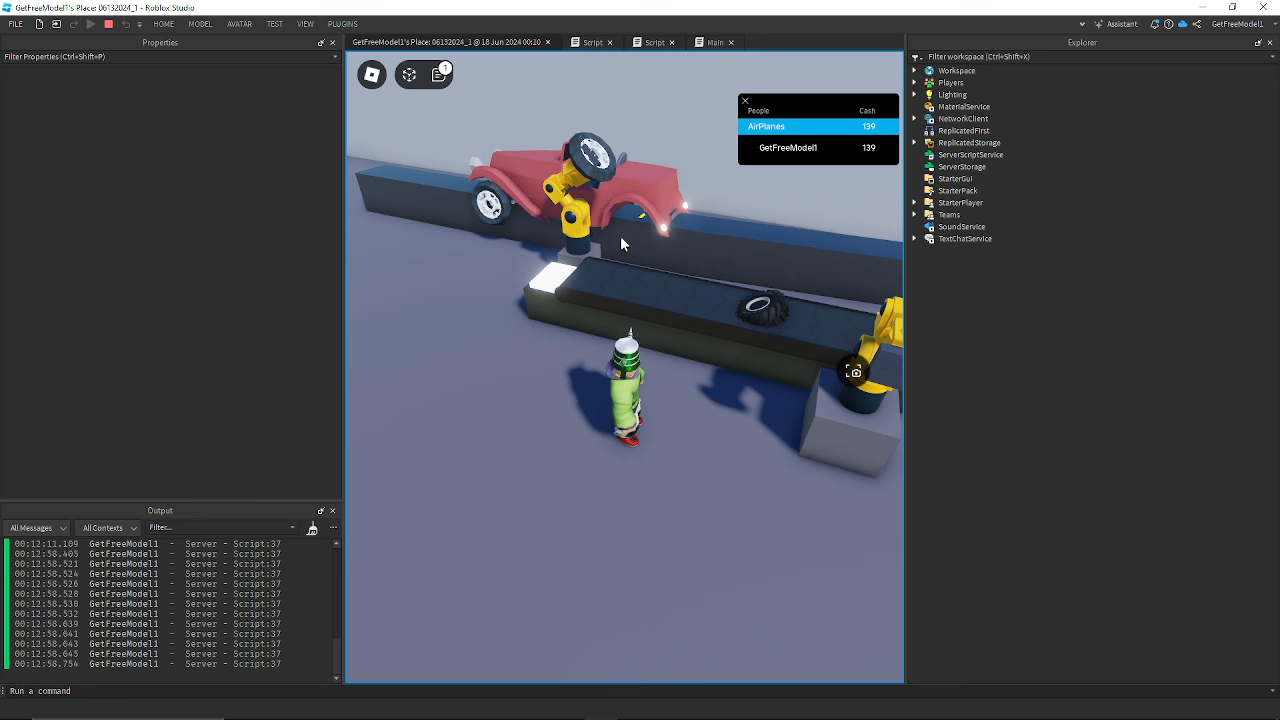 GetFreeModel1's Place: 06132024_1 - Roblox Studio
FILE HOME MODEL AVATAR TEST VIEW PLUGINS Assistant GetFreeModel1
Properties
Filter Properties (Ctrl+Shift+P)
GetFreeModel1's Place: 06132024_1 @ 18 Jun 2024 00:10 Script Script Main
1
People Cash
AirPlanes 139
GetFreeModel1 139
Explorer
Filter workspace (Ctrl+Shift+X)
Workspace
Players
Lighting
MaterialService
NetworkClient
ReplicatedFirst
ReplicatedStorage
ServerScriptService
ServerStorage
StarterGui
StarterPack
StarterPlayer
Teams
SoundService
TextChatService
Output
All Messages All Contexts Filter...
00:12:11.109 GetFreeModel1 - Server - Script:37
00:12:58.405 GetFreeModel1 - Server - Script:37
00:12:58.521 GetFreeModel1 - Server - Script:37
00:12:58.524 GetFreeModel1 - Server - Script:37
00:12:58.526 GetFreeModel1 - Server - Script:37
00:12:58.528 GetFreeModel1 - Server - Script:37
00:12:58.530 GetFreeModel1 - Server - Script:37
00:12:58.532 GetFreeModel1 - Server - Script:37
00:12:58.639 GetFreeModel1 - Server - Script:37
00:12:58.641 GetFreeModel1 - Server - Script:37
00:12:58.643 GetFreeModel1 - Server - Script:37
00:12:58.645 GetFreeModel1 - Server - Script:37
00:12:58.754 GetFreeModel1 - Server - Script:37
Run a command